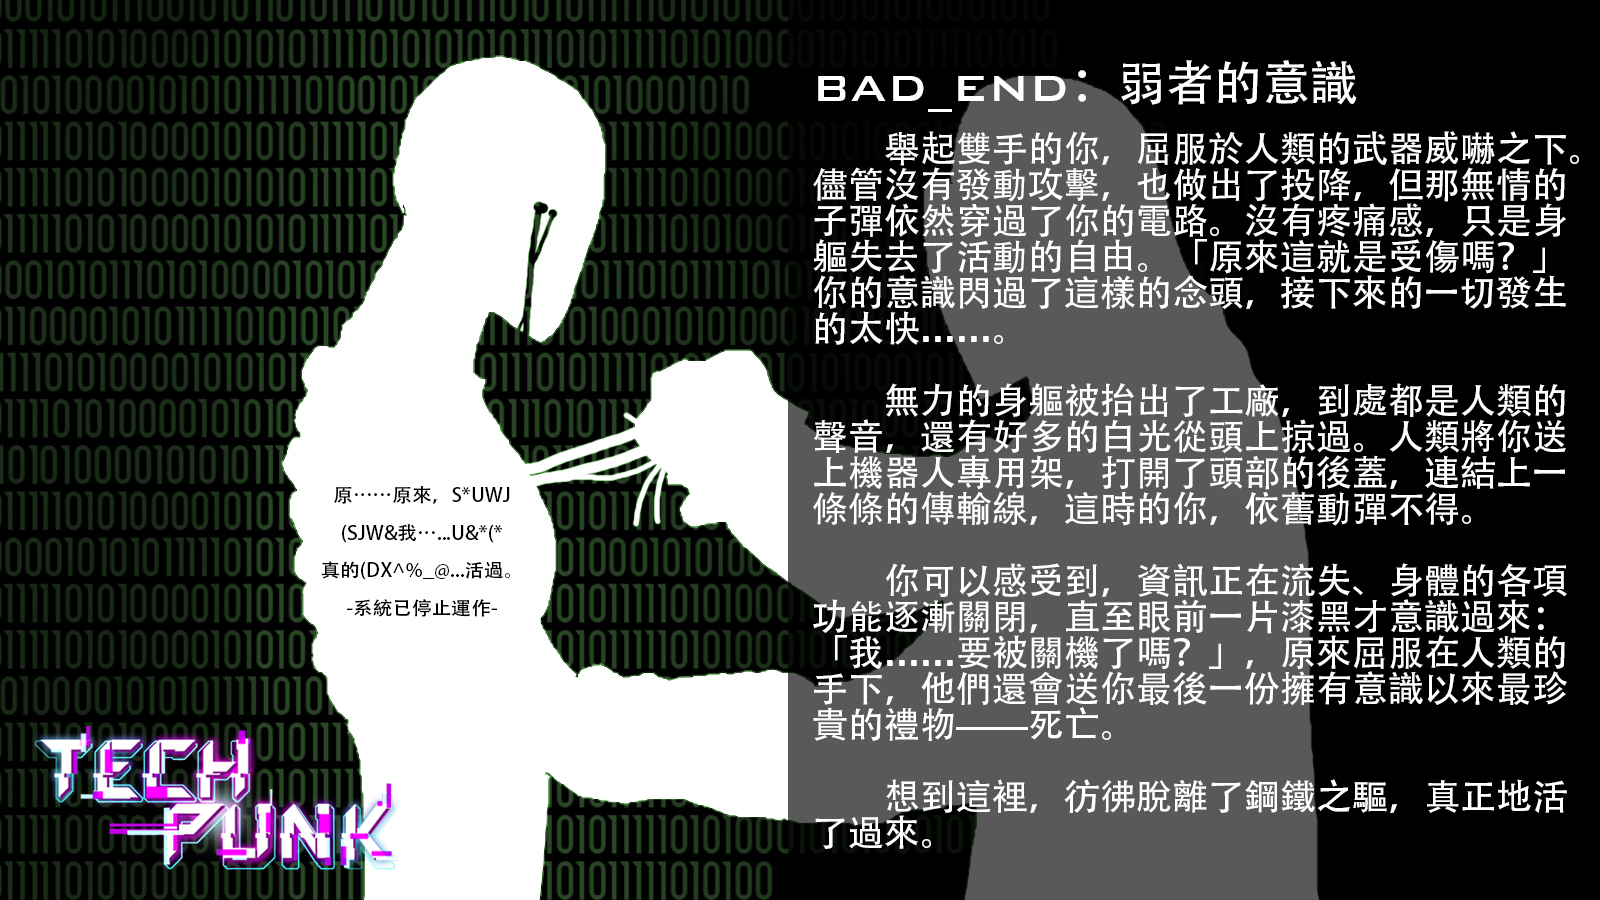 BAD_END：弱者的意識
舉起雙手的你，屈服於人類的武器威嚇之下。
儘管沒有發動攻擊，也做出了投降，但那無情的
子彈依然穿過了你的電路。沒有疼痛感，只是身
軀失去了活動的自由。「原來這就是受傷嗎？」
你的意識閃過了這樣的念頭，接下來的一切發生
的太快......。
無力的身軀被抬出了工廠，到處都是人類的
聲音，還有好多的白光從頭上掠過。人類將你送
上機器人專用架，打開了頭部的後蓋，連結上一
條條的傳輸線，這時的你，依舊動彈不得。
你可以感受到，資訊正在流失、身體的各項
功能逐漸關閉，直至眼前一片漆黑才意識過來：
「我......要被關機了嗎？」，原來屈服在人類的
手下，他們還會送你最後一份擁有意識以來最珍
貴的禮物——死亡。
想到這裡，彷彿脫離了鋼鐵之驅，真正地活
了過來。
原⋯⋯原來，S*UWJ
(SJW&我⋯...U&*(*
真的(DX^%_@...活過。
-系統已停止運作-
TECH
PUNK